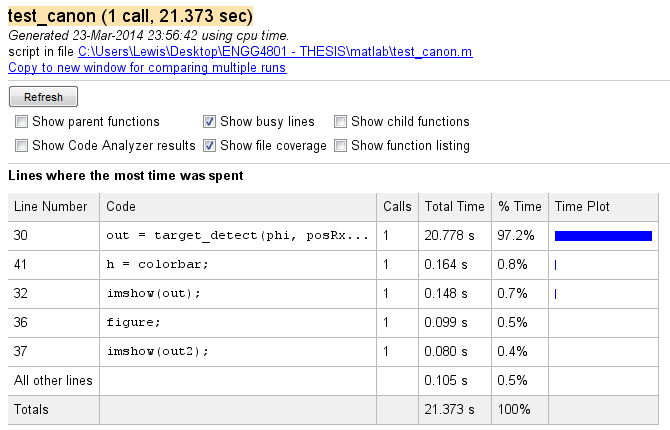 test_canon (1 call, 21.373 sec)
Generated 23-Mar-2014 23:56:42 using cpu time.
script in file C:\Users\Lewis\Desktop\ENGG4801 - THESIS\matlab\test_canon.m
Copy to new window for comparing multiple runs
Refresh
Show parent functions Show busy lines Show child functions
Show Code Analyzer results Show file coverage Show function listing
Lines where the most time was spent
Line Number Code Calls Total Time % Time Time Plot
30 out = target_detect(phi, posRx... 1 20.778 s 97.2%
41 h = colorbar; 1 0.164 s 0.8%
32 imshow(out); 1 0.148 s 0.7%
36 figure; 1 0.099 s 0.5%
37 imshow(out2); 1 0.080 s 0.4%
All other lines 0.105 s 0.5%
Totals 21.373 s 100%